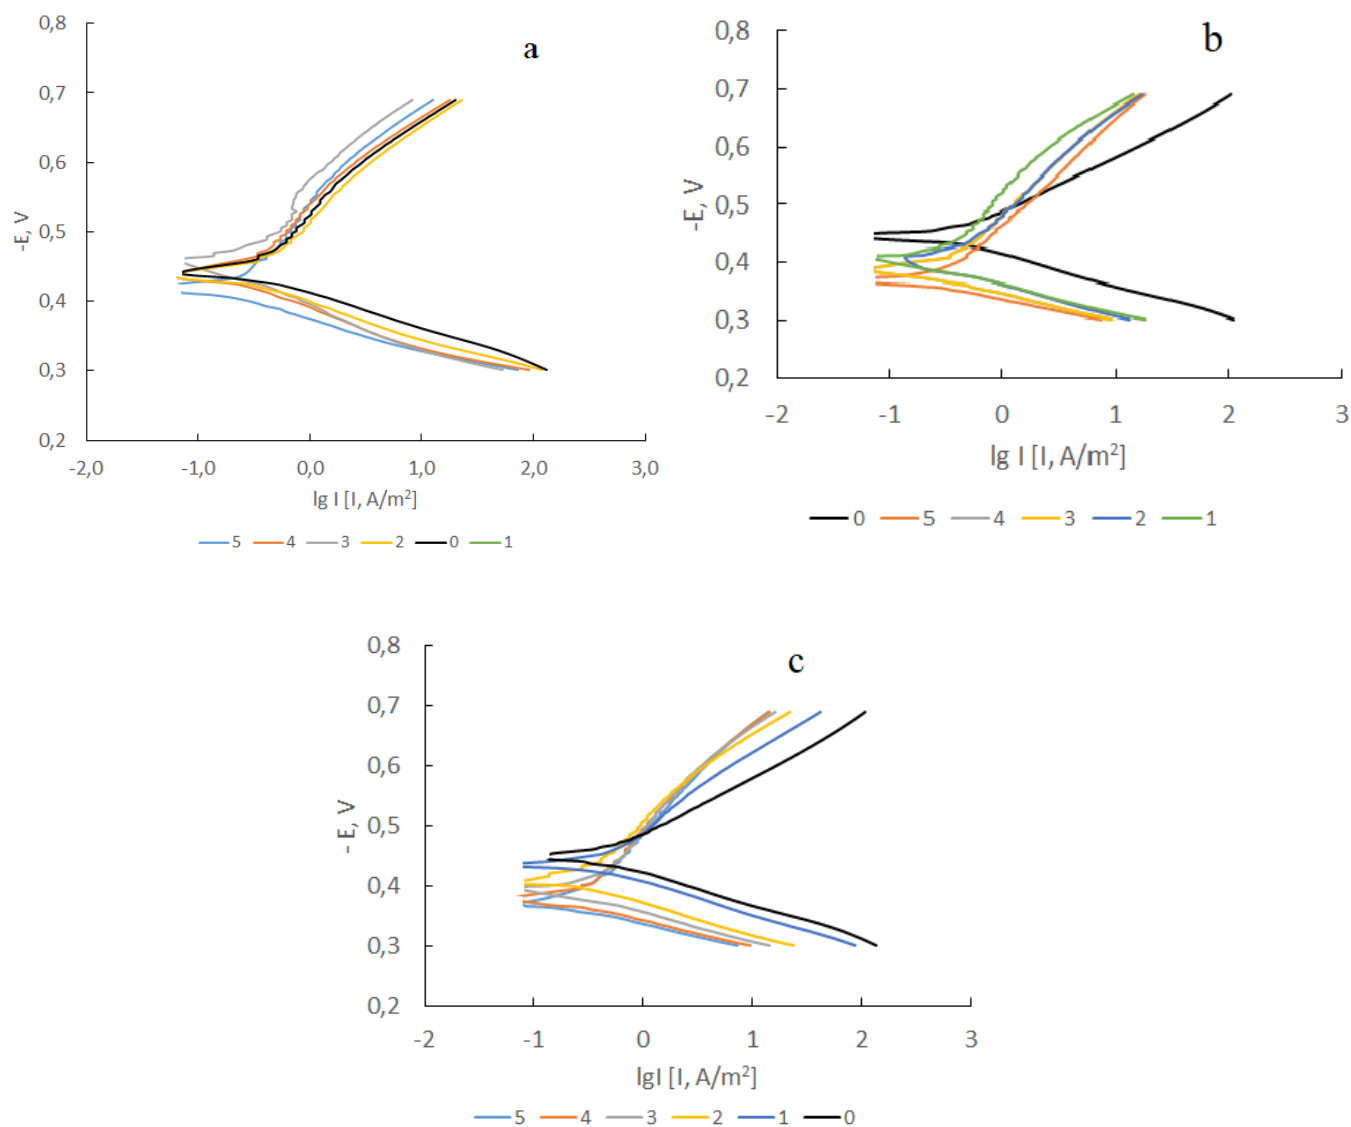 a
0,8
0,7
0,6
0,5
0,4
0,3
0,2
-E, V
-2,0 -1,0 0,0 1,0 2,0 3,0
lg I [I, A/m²]
5 4 3 2 0 1
b
0,8
0,7
0,6
0,5
0,4
0,3
0,2
-E, V
-2 -1 0 1 2 3
lg I [I, A/m²]
0 5 4 3 2 1
c
0,8
0,7
0,6
0,5
0,4
0,3
0,2
- E, V
-2 -1 0 1 2 3
lgI [I, A/m²]
5 4 3 2 1 0